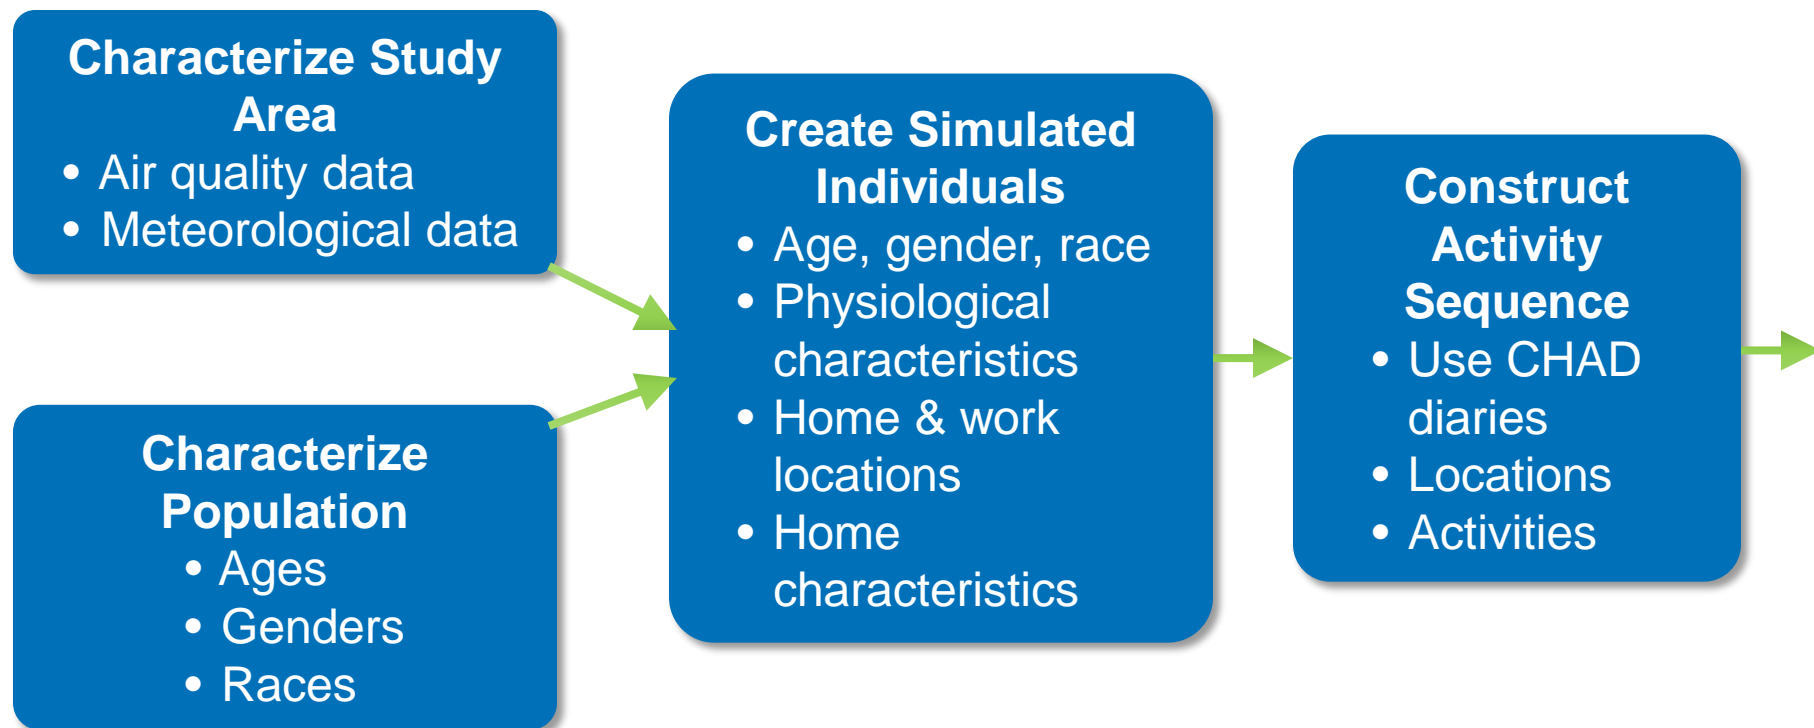 Characterize Study
Area
• Air quality data
• Meteorological data
Characterize
Population
• Ages
• Genders
• Races
Create Simulated
Individuals
• Age, gender, race
• Physiological
characteristics
• Home & work
locations
• Home
characteristics
Construct
Activity
Sequence
• Use CHAD
diaries
• Locations
• Activities